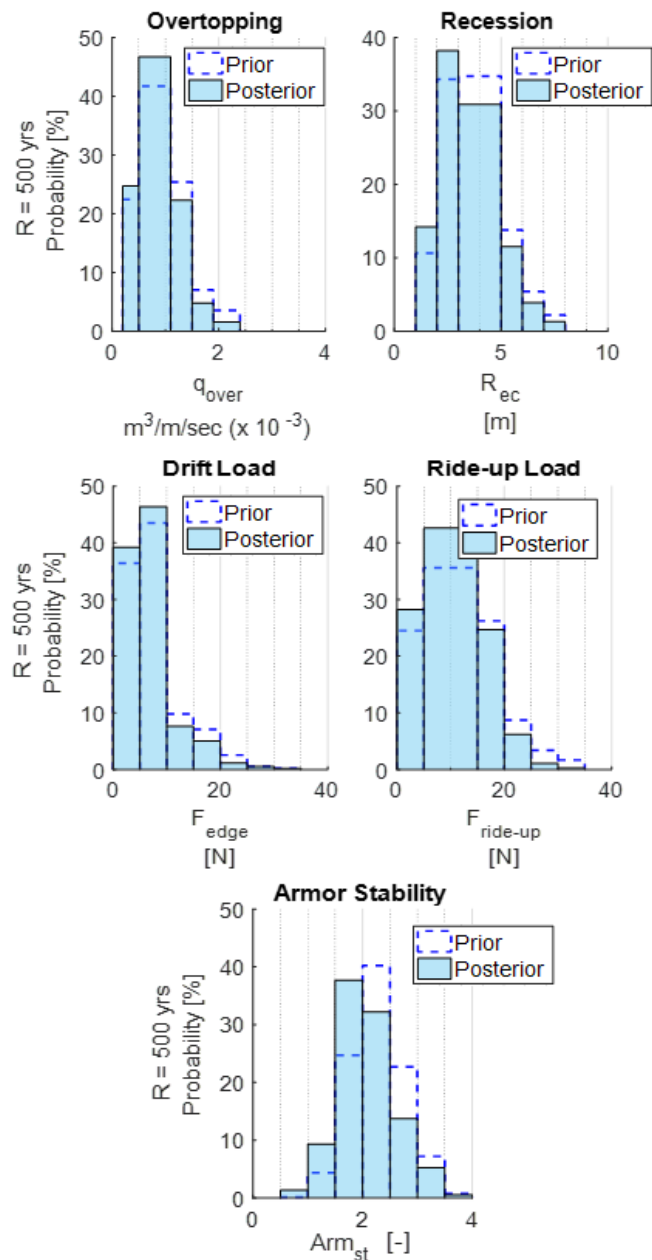 Overtopping
50
40
30
20
10
0
R = 500 yrs
Probability [%]
Prior
Posterior
0 2 4
q_over
m³/m/sec (x 10 ⁻³)
Recession
40
30
20
10
0
Prior
Posterior
0 5 10
R_ec
[m]
Drift Load
50
40
30
20
10
0
R = 500 yrs
Probability [%]
Prior
Posterior
0 20 40
F_edge
[N]
Ride-up Load
50
40
30
20
10
0
Prior
Posterior
0 20 40
F_ride-up
[N]
Armor Stability
50
40
30
20
10
0
R = 500 yrs
Probability [%]
Prior
Posterior
0 2 4
Arm_st [-]